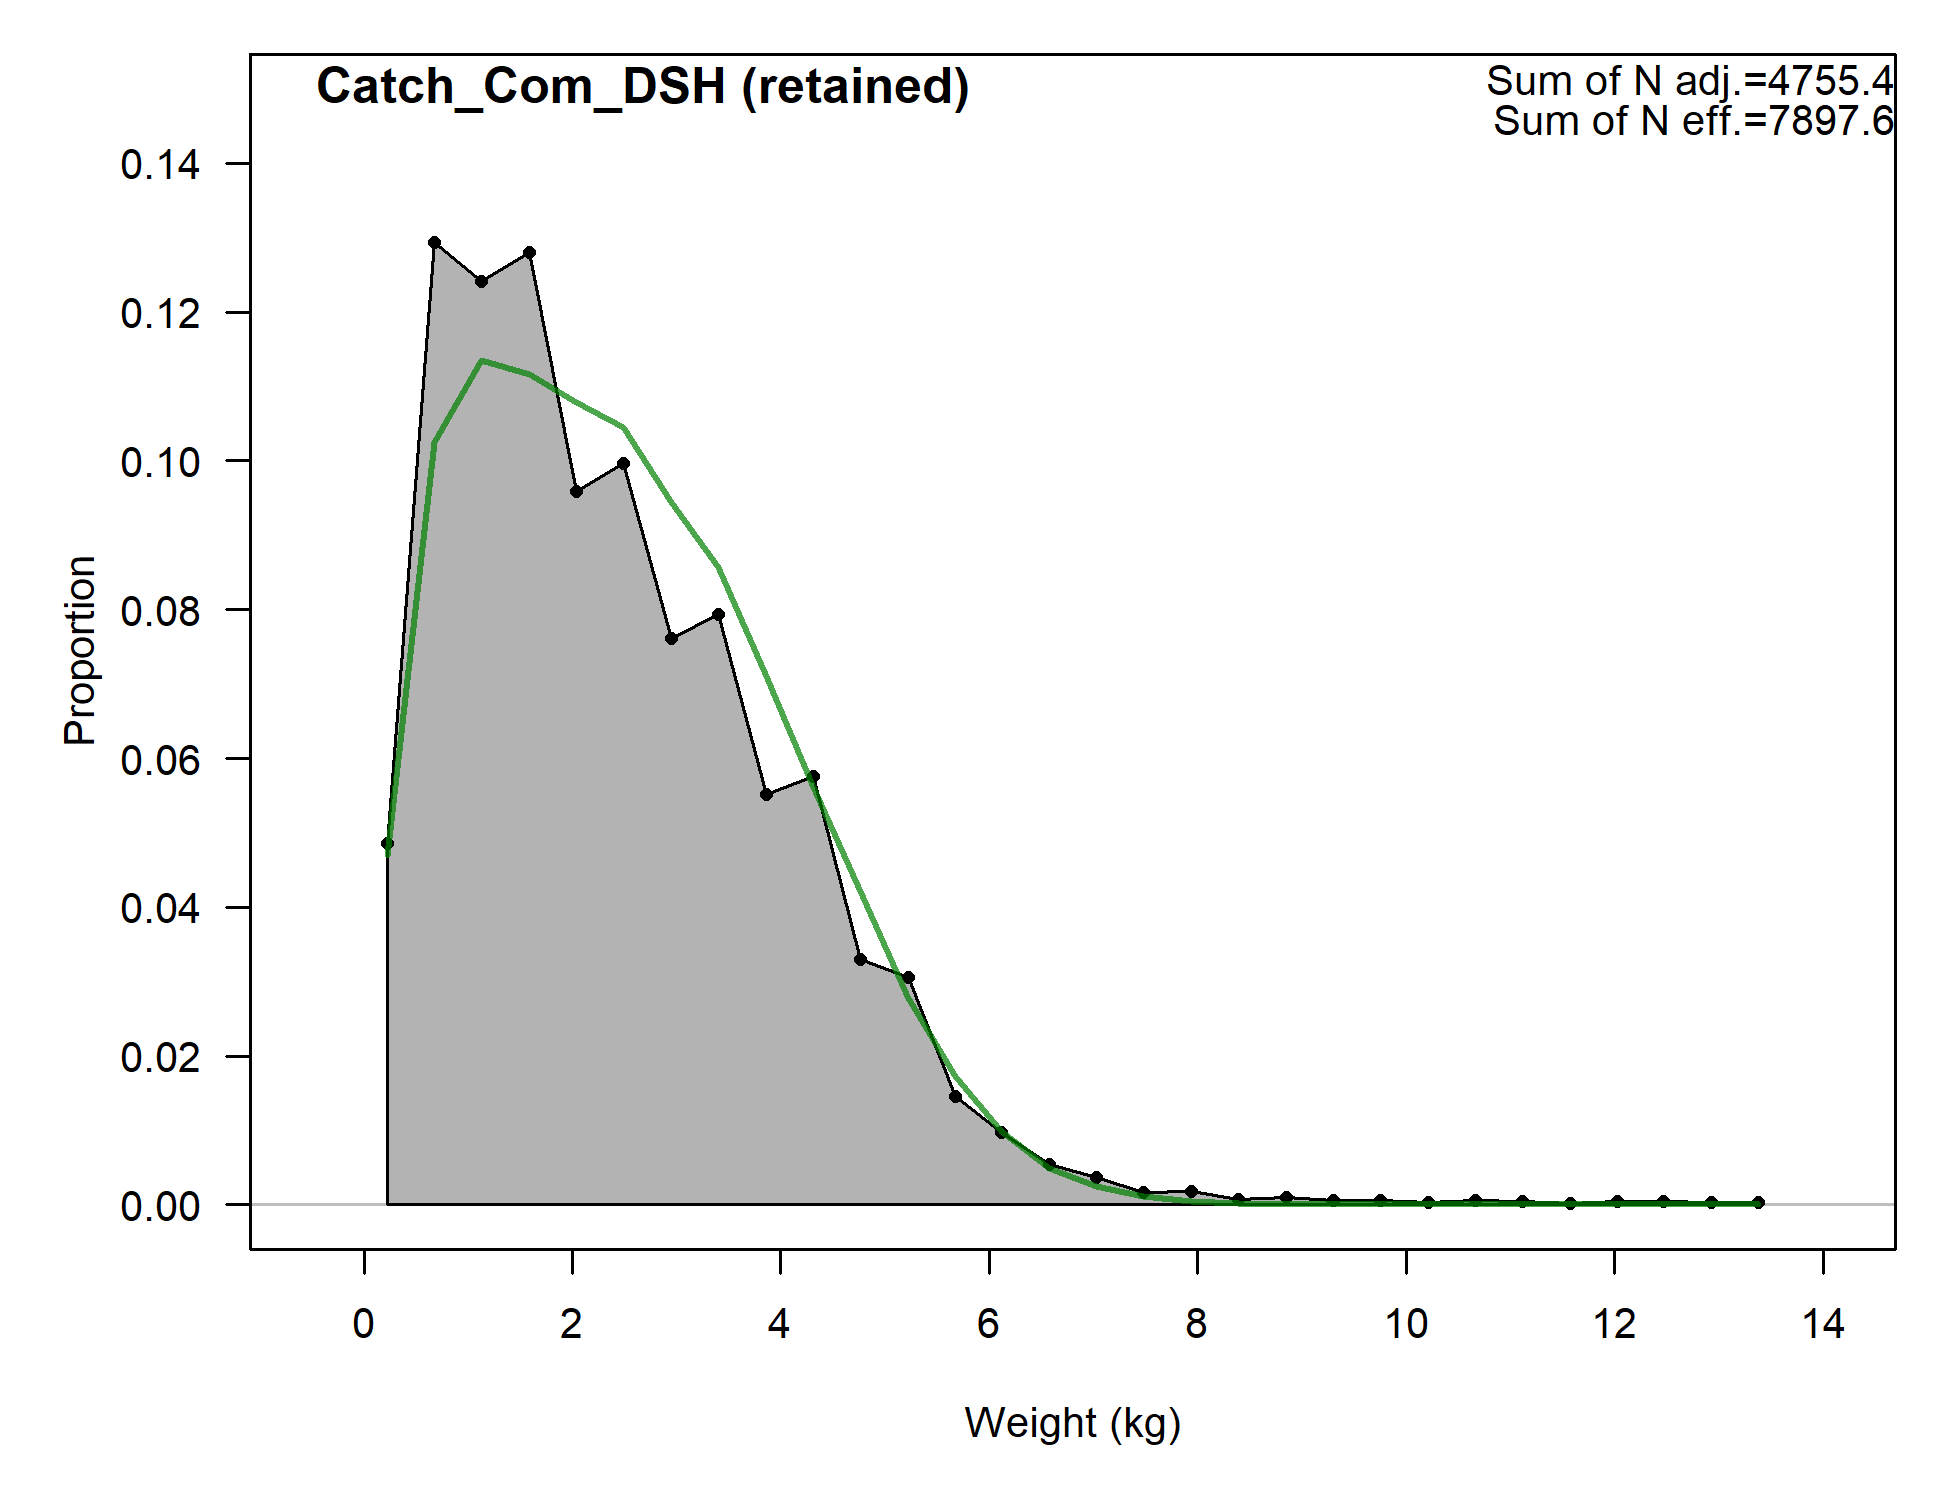 Catch_Com_DSH (retained)
Sum of N adj.=4755.4
Sum of N eff.=7897.6
0.14
0.12
0.10
0.08
0.06
0.04
0.02
0.00
Proportion
0 2 4 6 8 10 12 14
Weight (kg)